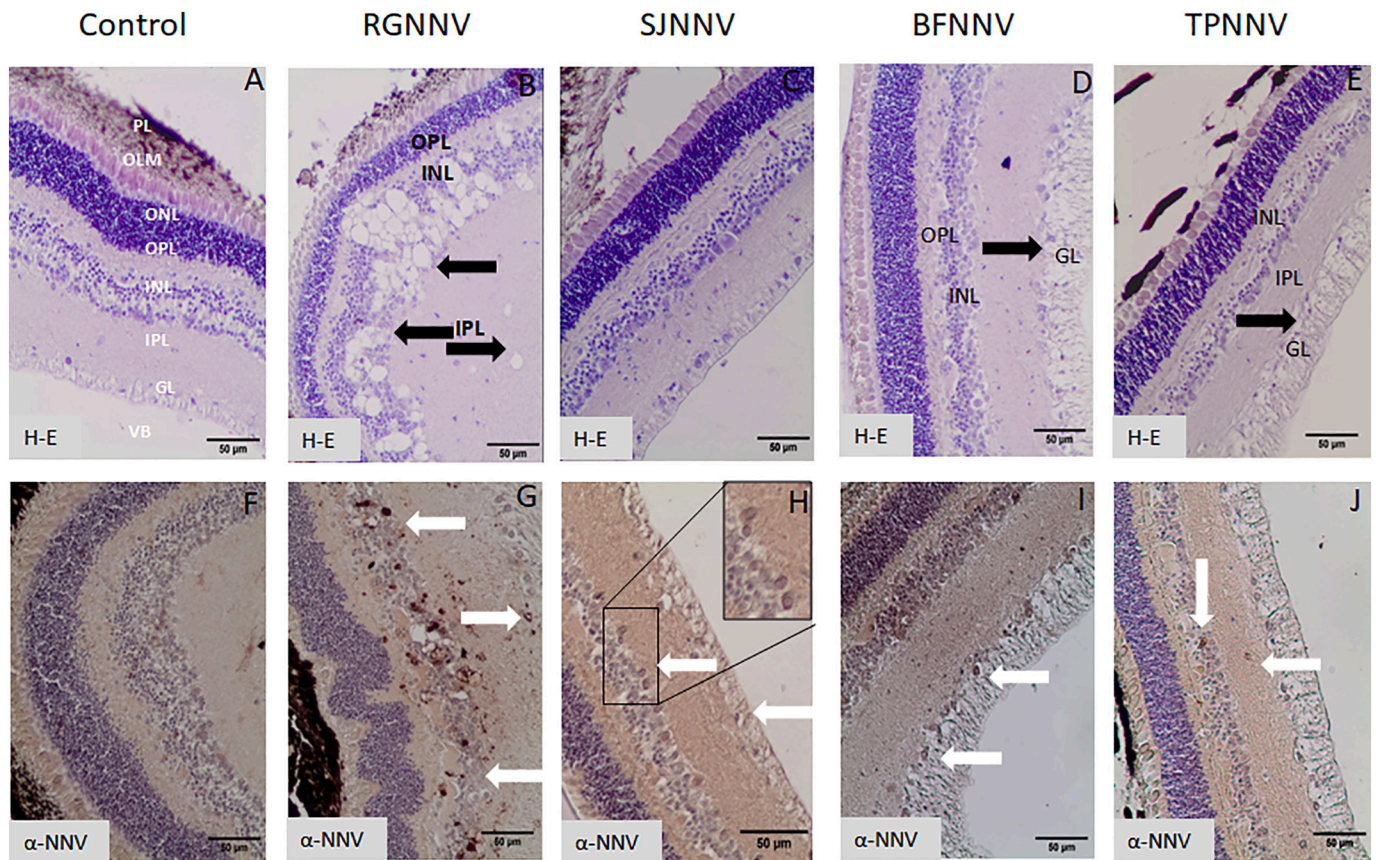 Control
RGNNV
SJNNV
BFNNV
TPNNV
A
PL
OLM
ONL
OPL
INL
IPL
GL
VB
H-E
50 µm
B
OPL
INL
IPL
H-E
50 µm
C
H-E
50 µm
D
OPL
INL
GL
H-E
50 µm
E
INL
IPL
GL
H-E
50 µm
F
α-NNV
50 µm
G
α-NNV
50 µm
H
α-NNV
50 µm
I
α-NNV
50 µm
J
α-NNV
50 µm